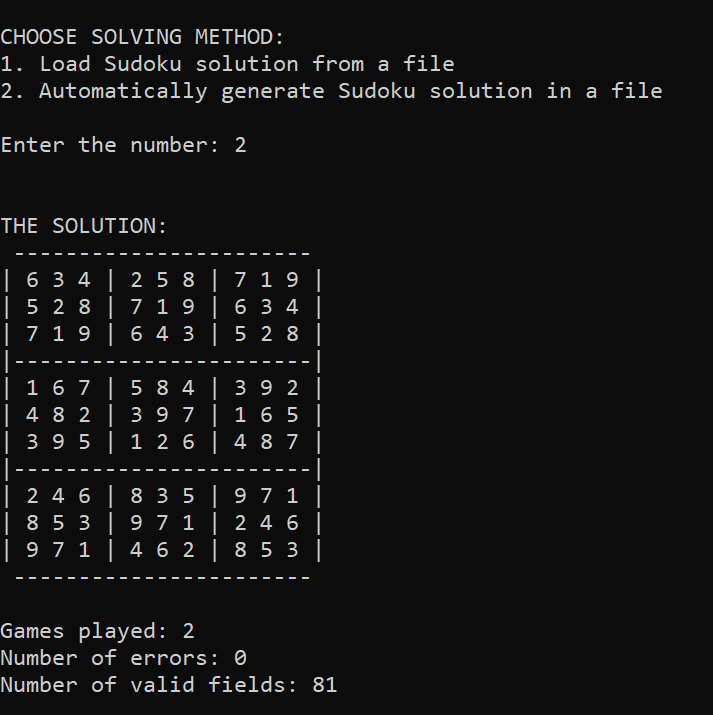 CHOOSE SOLVING METHOD:
1. Load Sudoku solution from a file
2. Automatically generate Sudoku solution in a file
Enter the number: 2
THE SOLUTION:
 -----------------------
| 6 3 4 | 2 5 8 | 7 1 9 |
| 5 2 8 | 7 1 9 | 6 3 4 |
| 7 1 9 | 6 4 3 | 5 2 8 |
|-----------------------|
| 1 6 7 | 5 8 4 | 3 9 2 |
| 4 8 2 | 3 9 7 | 1 6 5 |
| 3 9 5 | 1 2 6 | 4 8 7 |
|-----------------------|
| 2 4 6 | 8 3 5 | 9 7 1 |
| 8 5 3 | 9 7 1 | 2 4 6 |
| 9 7 1 | 4 6 2 | 8 5 3 |
 -----------------------
Games played: 2
Number of errors: 0
Number of valid fields: 81